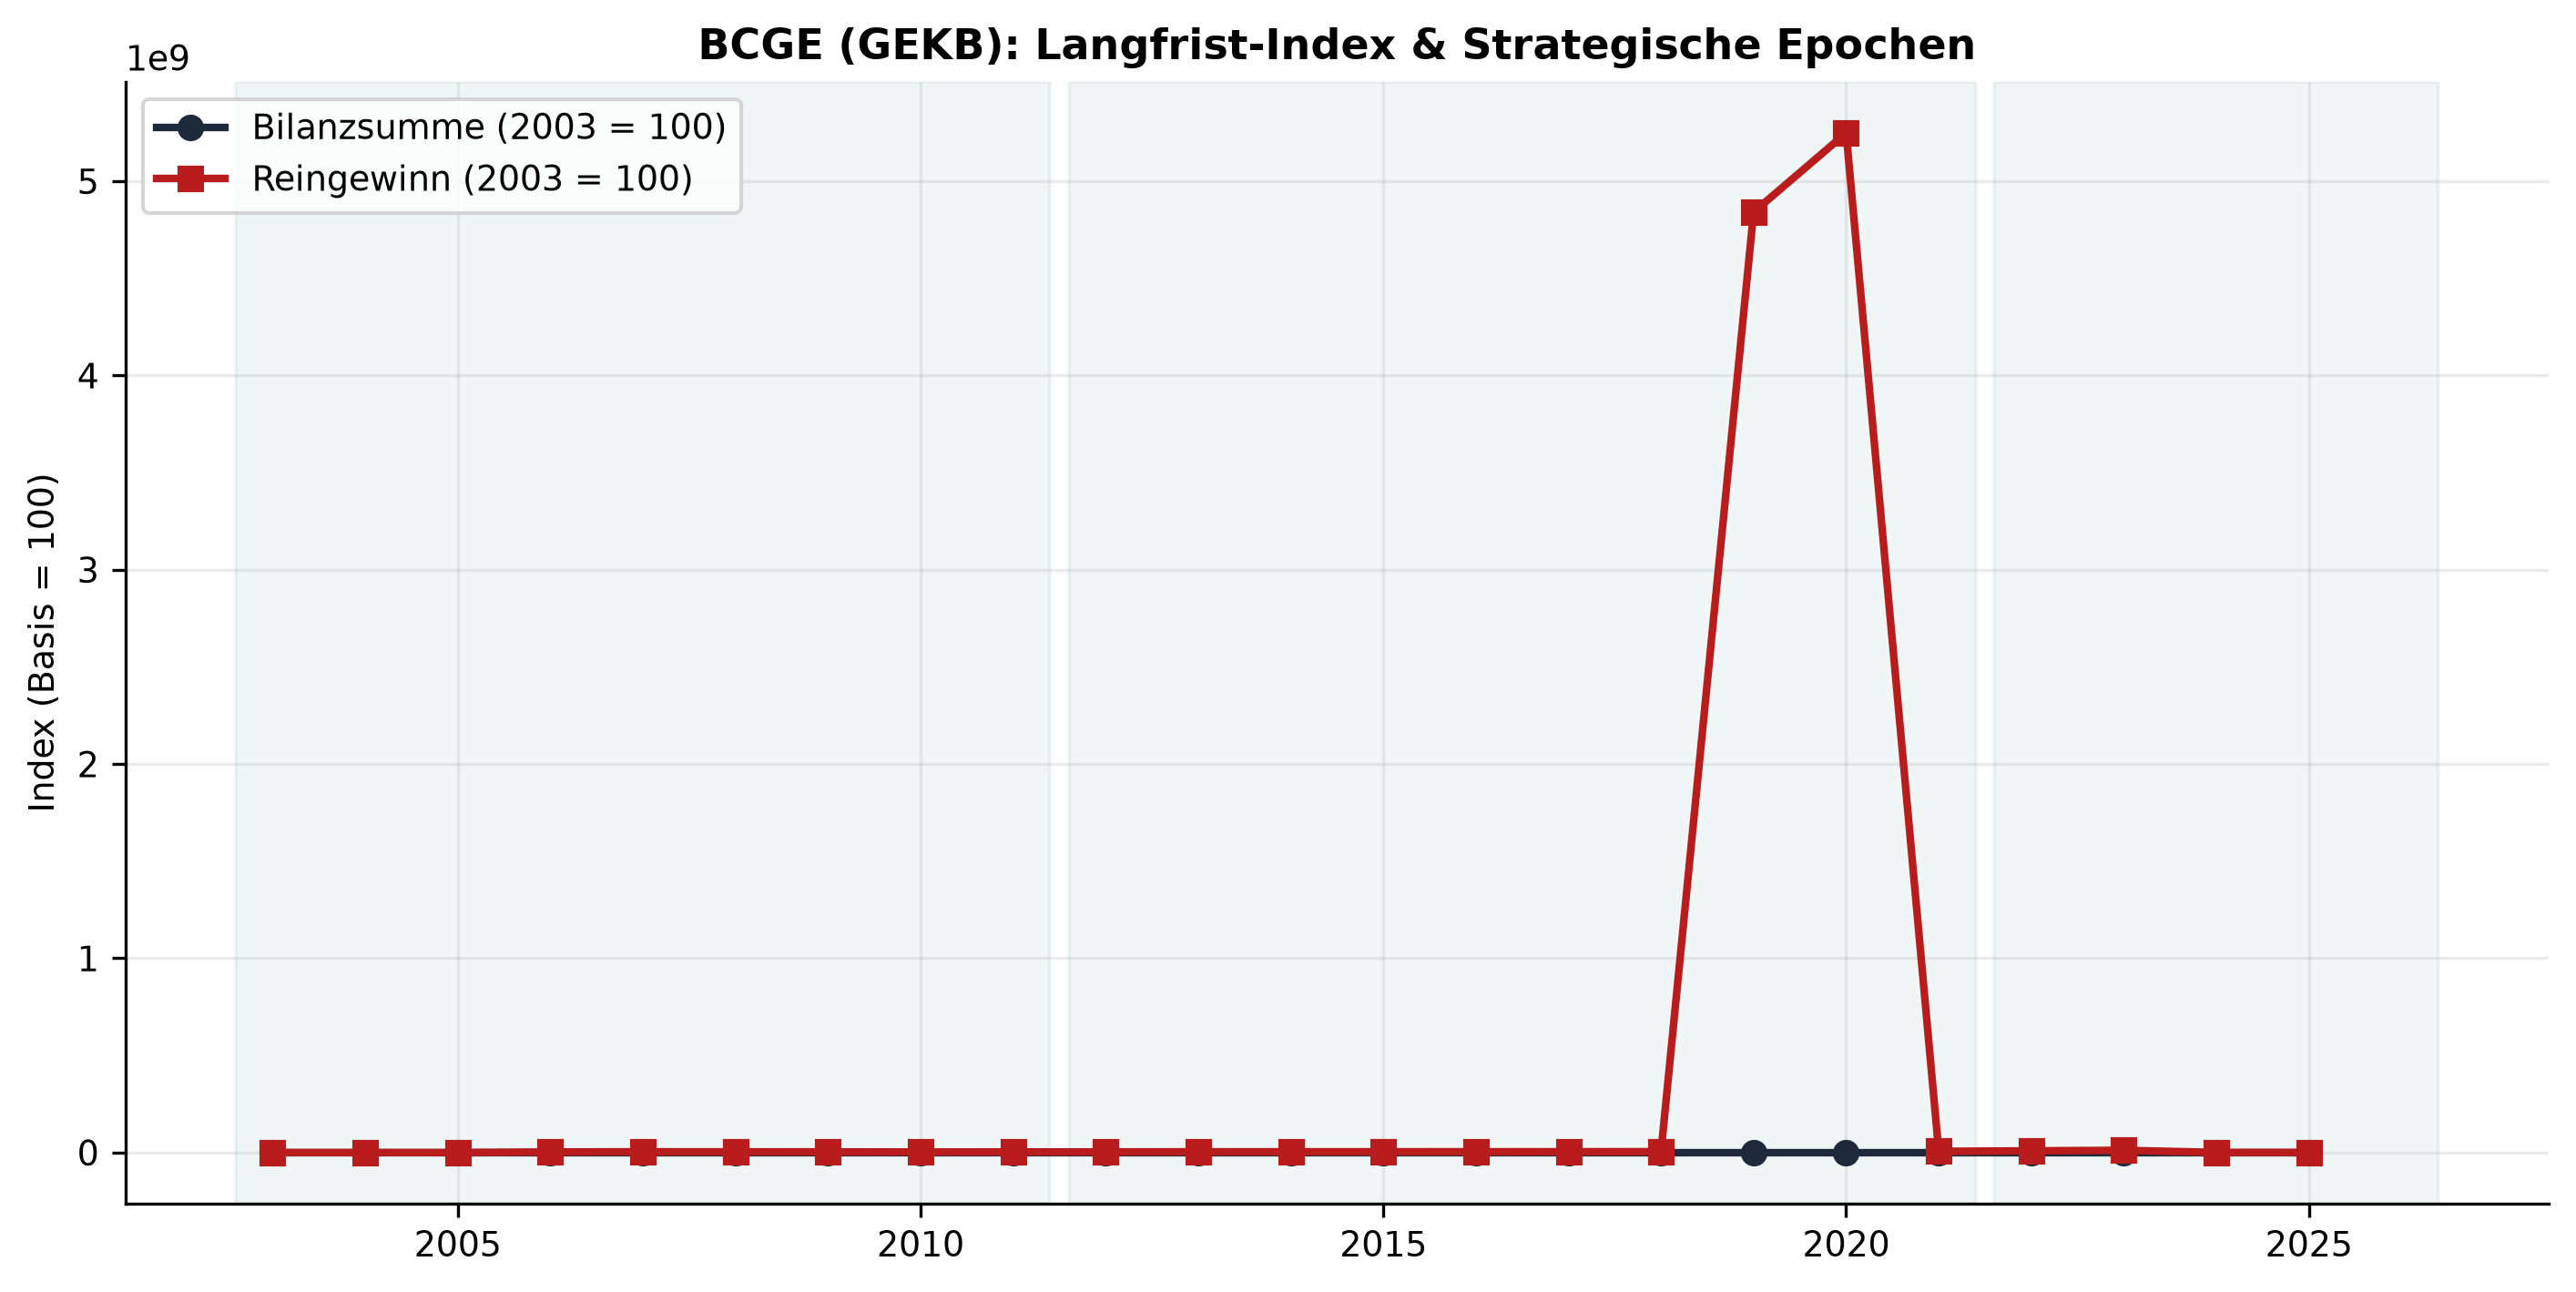 BCGE (GEKB): Langfrist-Index & Strategische Epochen
1e9
Bilanzsumme (2003 = 100)
Reingewinn (2003 = 100)
Index (Basis = 100)
5
4
3
2
1
0
2005 2010 2015 2020 2025